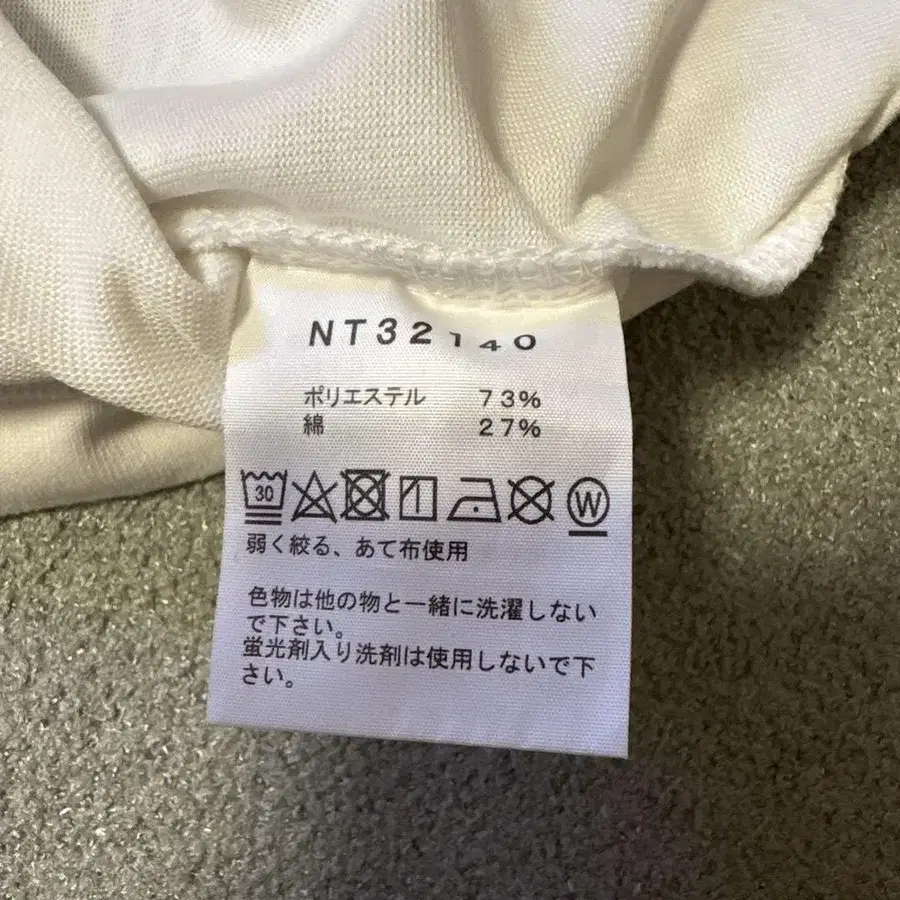 NT32140
ポリエステル 73%
綿 27%
30 W
弱く絞る、あて布使用
色物は他の物と一緒に洗濯しない
で下さい。
蛍光剤入り洗剤は使用しないで下
さい。